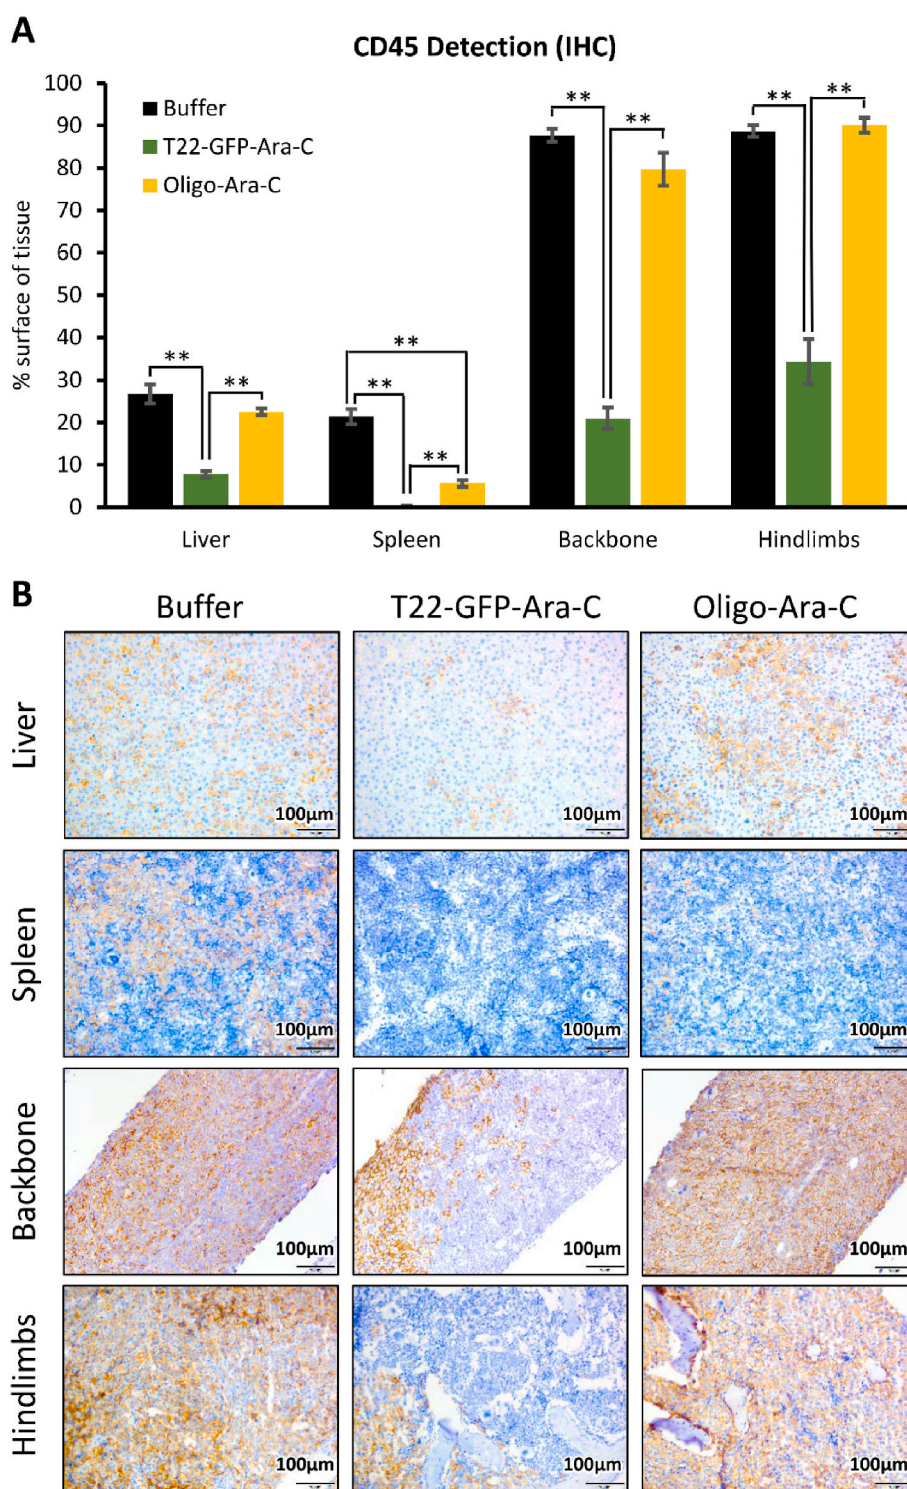 A
CD45 Detection (IHC)
% surface of tissue
100
90
80
70
60
50
40
30
20
10
0
Buffer
T22-GFP-Ara-C
Oligo-Ara-C
** ** ** ** ** ** ** ** **
Liver Spleen Backbone Hindlimbs
B
Buffer T22-GFP-Ara-C Oligo-Ara-C
Liver
100µm 100µm 100µm
Spleen
100µm 100µm 100µm
Backbone
100µm 100µm 100µm
Hindlimbs
100µm 100µm 100µm